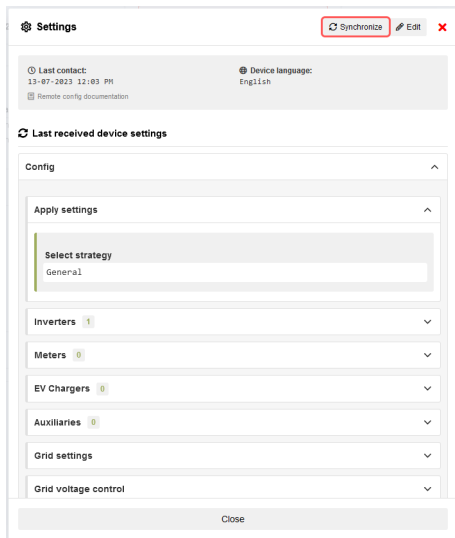 Settings
Synchronize
Edit
Last contact:
Device language:
13-07-2023 12:03 PM
English
Remote config documentation
Last received device settings
Config
Apply settings
Select strategy
General
Inverters 1
Meters 0
EV Chargers 0
Auxiliaries 0
Grid settings
Grid voltage control
Close